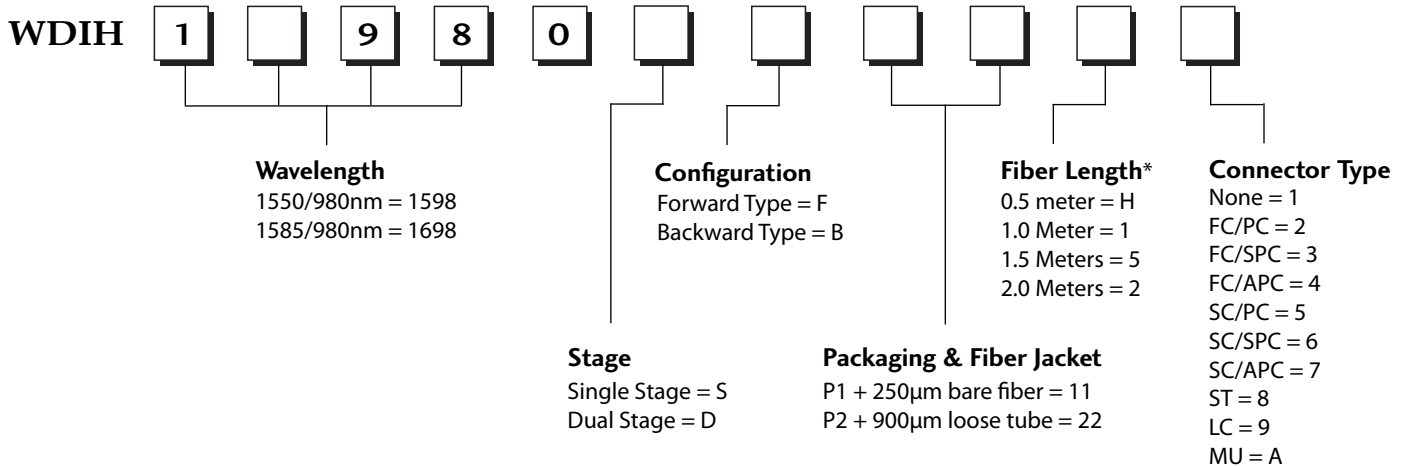 WDIH 1 9 8 0
Wavelength
1550/980nm = 1598
1585/980nm = 1698
Configuration
Forward Type = F
Backward Type = B
Fiber Length*
0.5 meter = H
1.0 Meter = 1
1.5 Meters = 5
2.0 Meters = 2
Connector Type
None = 1
FC/PC = 2
FC/SPC = 3
FC/APC = 4
SC/PC = 5
SC/SPC = 6
SC/APC = 7
ST = 8
LC = 9
MU = A
Stage
Single Stage = S
Dual Stage = D
Packaging & Fiber Jacket
P1 + 250µm bare fiber = 11
P2 + 900µm loose tube = 22